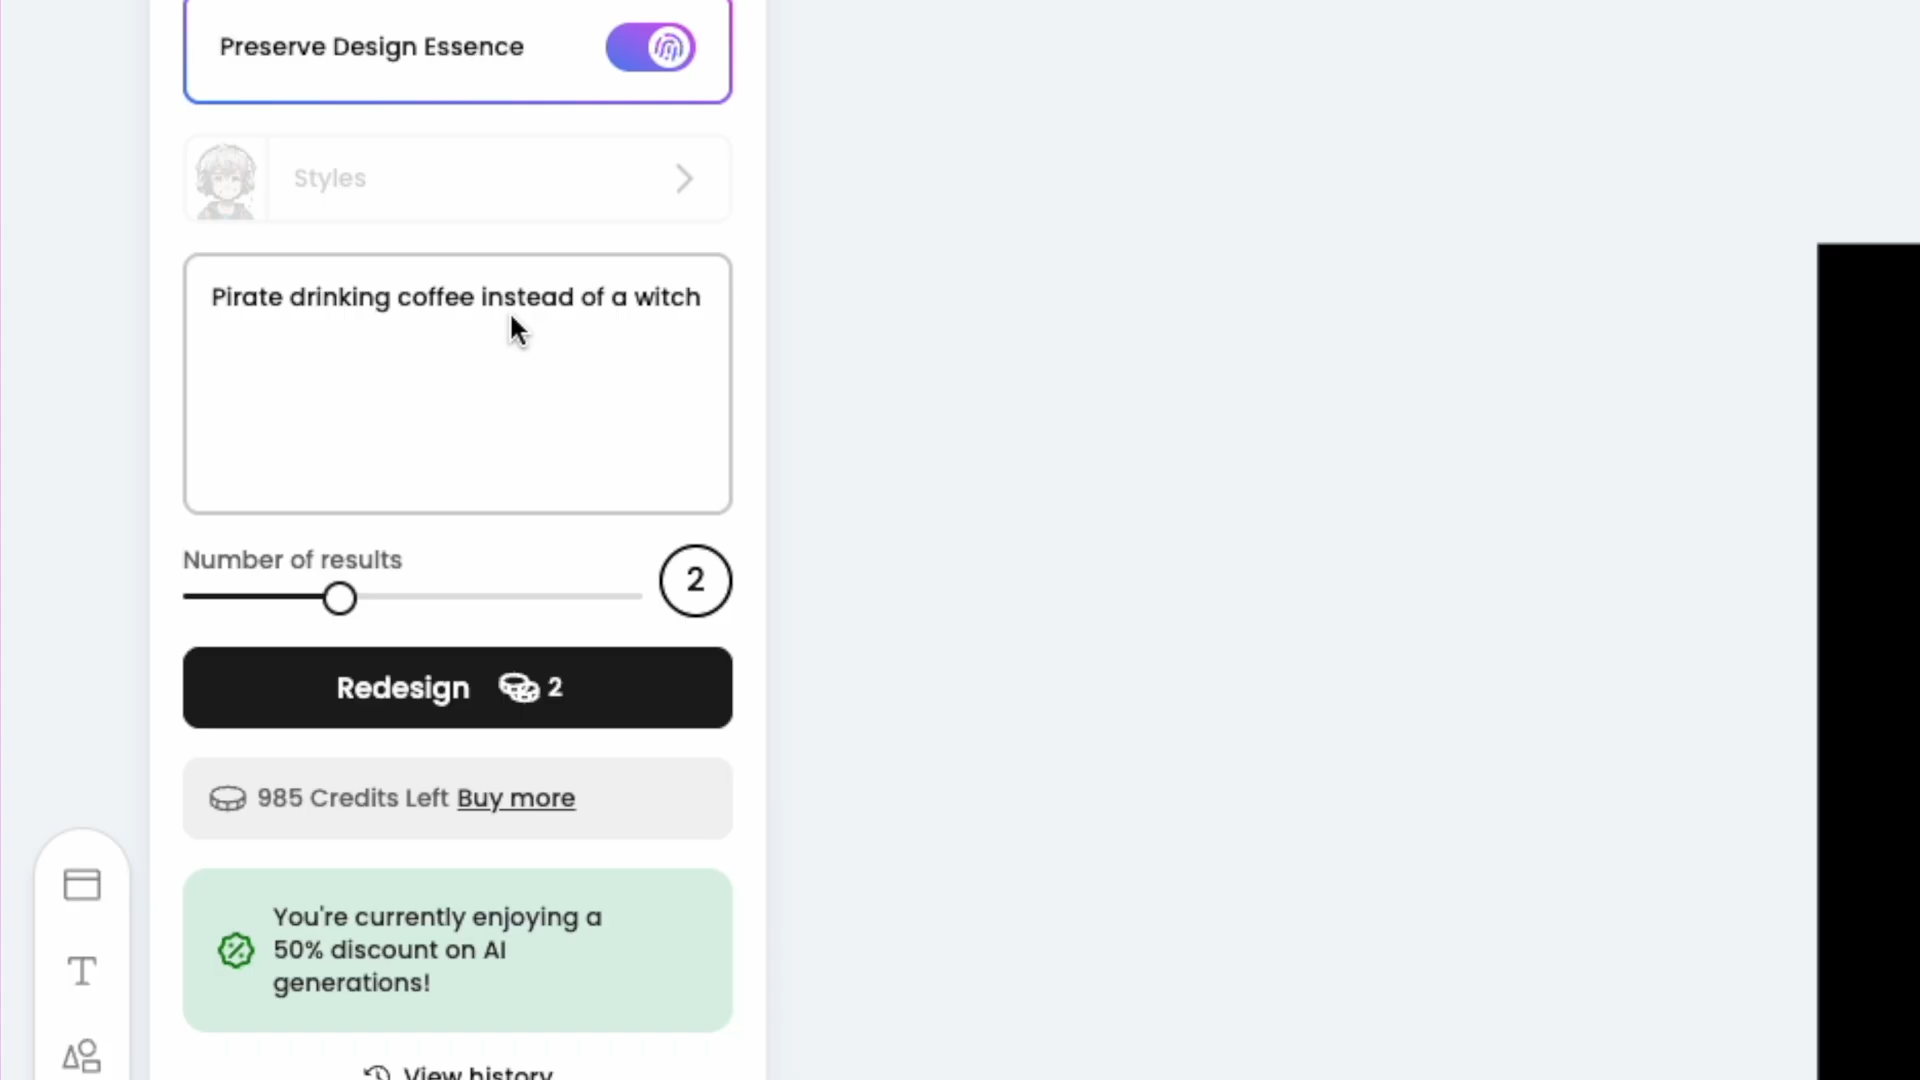 Preserve Design Essence
Styles
Pirate drinking coffee instead of a witch
Number of results
2
Redesign 2
985 Credits Left Buy more
You're currently enjoying a
50% discount on AI
generations!
View history